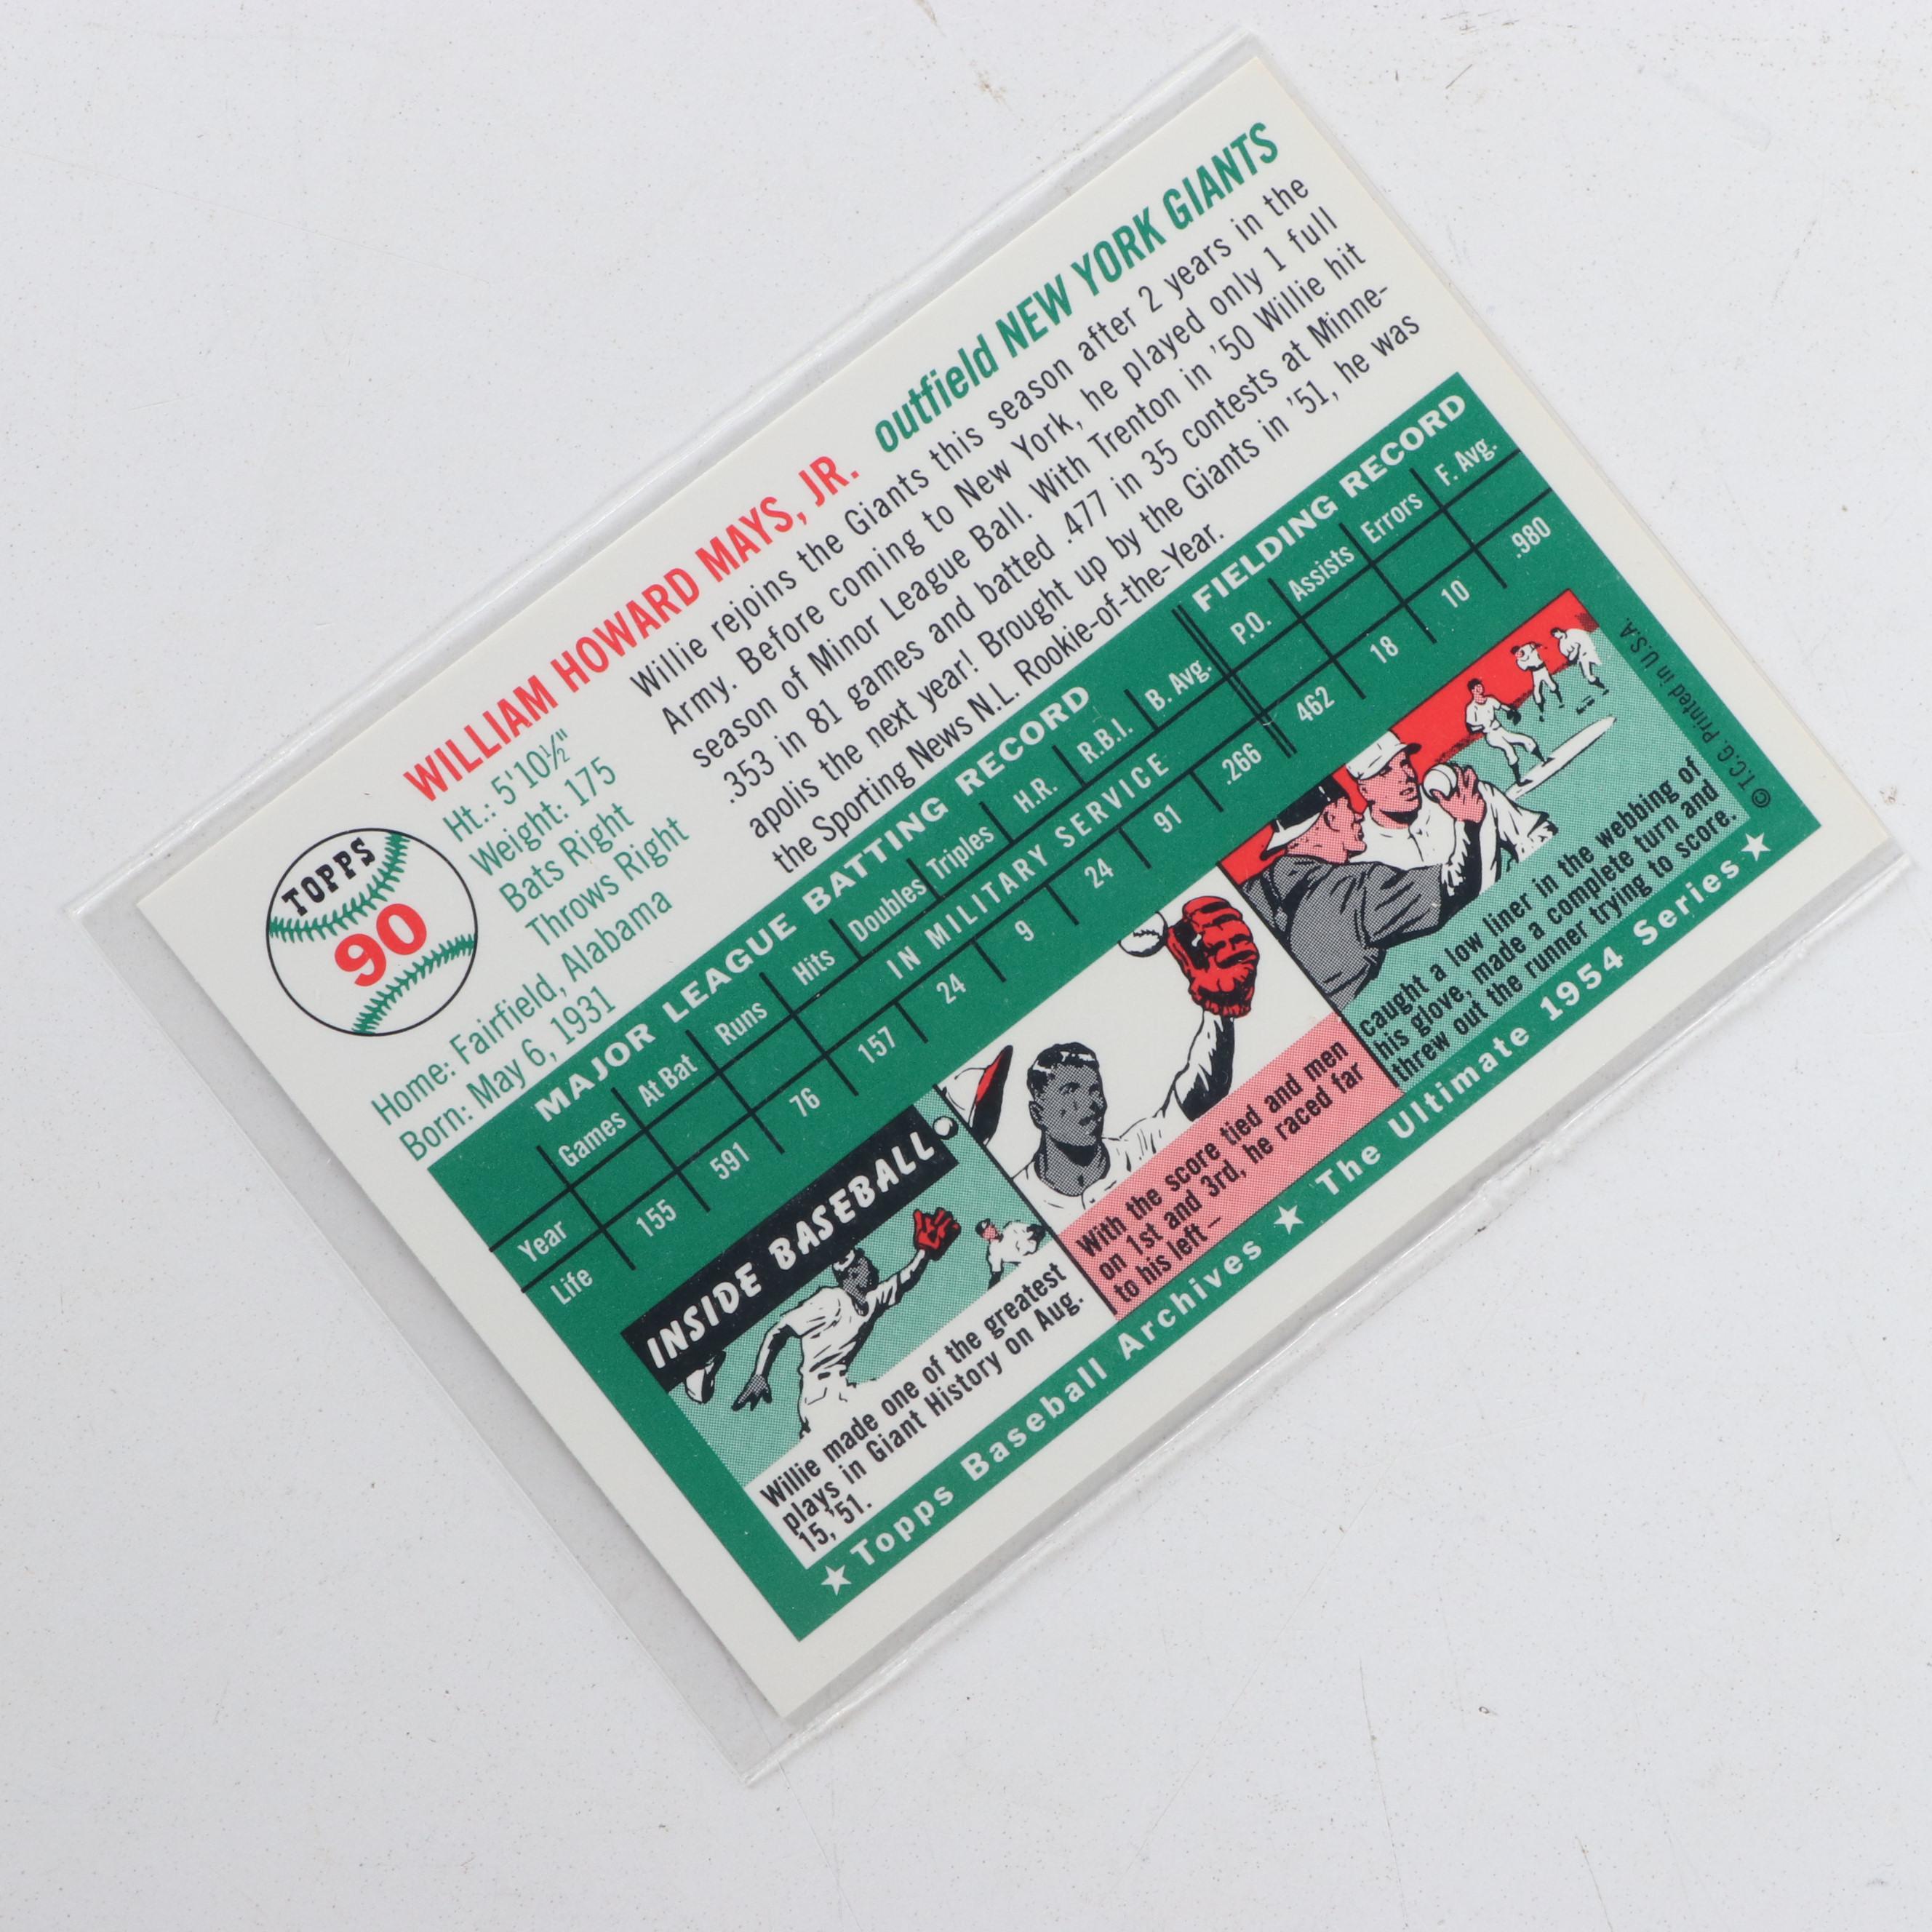 TOPPS
90
WILLIAM HOWARD MAYS, JR. outfield NEW YORK GIANTS
Ht.: 5'10½"
Weight: 175
Bats Right
Throws Right
Home: Fairfield, Alabama
Born: May 6, 1931
Willie rejoins the Giants this season after 2 years in the
Army. Before coming to New York, he played only 1 full
season of Minor League Ball. With Trenton in '50 Willie hit
.353 in 81 games and batted .477 in 35 contests at Minne-
apolis the next year! Brought up by the Giants in '51, he was
the Sporting News N.L. Rookie-of-the-Year.
MAJOR LEAGUE BATTING RECORD FIELDING RECORD
Games At Bat Runs Hits Doubles Triples H.R. R.B.I. B. Avg. P.O. Assists Errors F. Avg.
Year IN MILITARY SERVICE
Life 155 591 76 157 24 9 24 91 .266 462 18 10 .980
INSIDE BASEBALL
Willie made one of the greatest
plays in Giant History on Aug.
15, '51.
With the score tied and men
on 1st and 3rd, he raced far
to his left –
caught a low liner in the webbing of
his glove, made a complete turn and
threw out the runner trying to score.
© T.C.G. Printed in U.S.A.
★ Topps Baseball Archives ★ The Ultimate 1954 Series ★